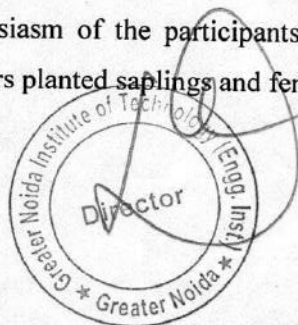 siasm of the participants
rs planted saplings and fer
Greater Noida Institute of Technology (Engg. Inst.)
Director
★ Greater Noida ★